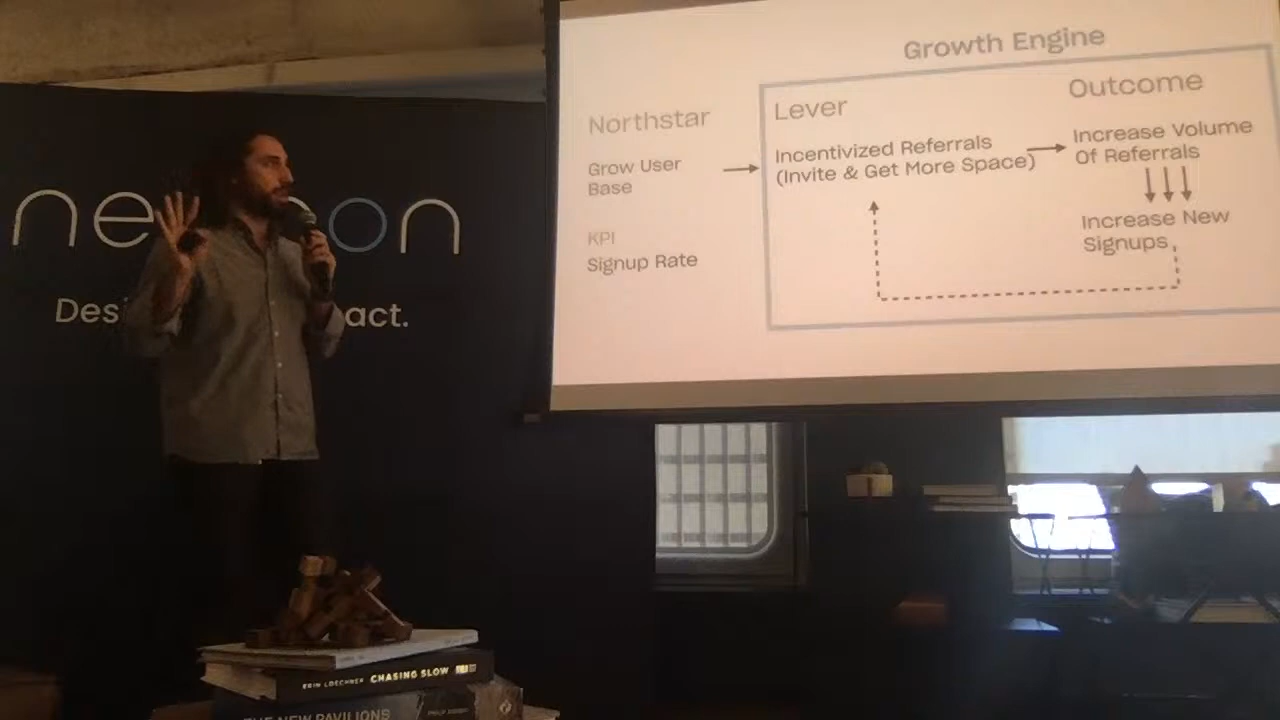 Growth Engine
Northstar
Grow User
Base
KPI
Signup Rate
Lever
Incentivized Referrals
(Invite & Get More Space)
Outcome
Increase Volume
Of Referrals
Increase New
Signups
ERIN LOECHNER CHASING SLOW
THE NEW PAVILIONS